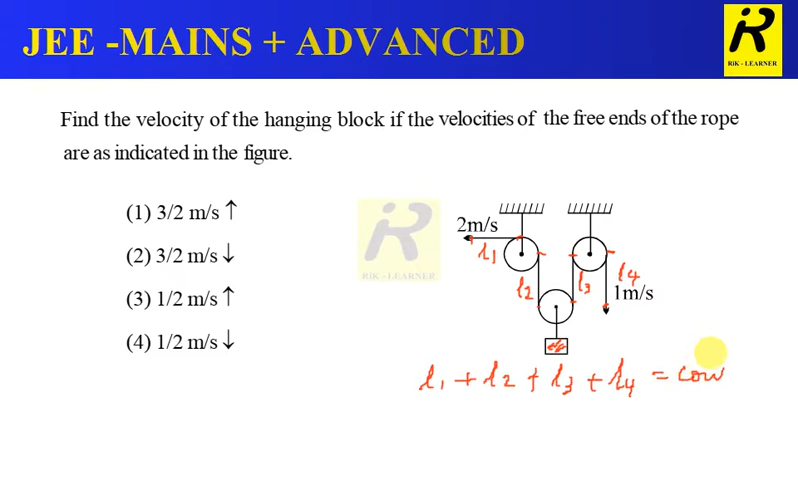 JEE -MAINS + ADVANCED
RiK - LEARNER
Find the velocity of the hanging block if the velocities of the free ends of the rope
are as indicated in the figure.
(1) 3/2 m/s ↑
(2) 3/2 m/s ↓
(3) 1/2 m/s ↑
(4) 1/2 m/s ↓
RiK - LEARNER
2m/s
l1
l2
l3
l4
1m/s
l1 + l2 + l3 + l4 =